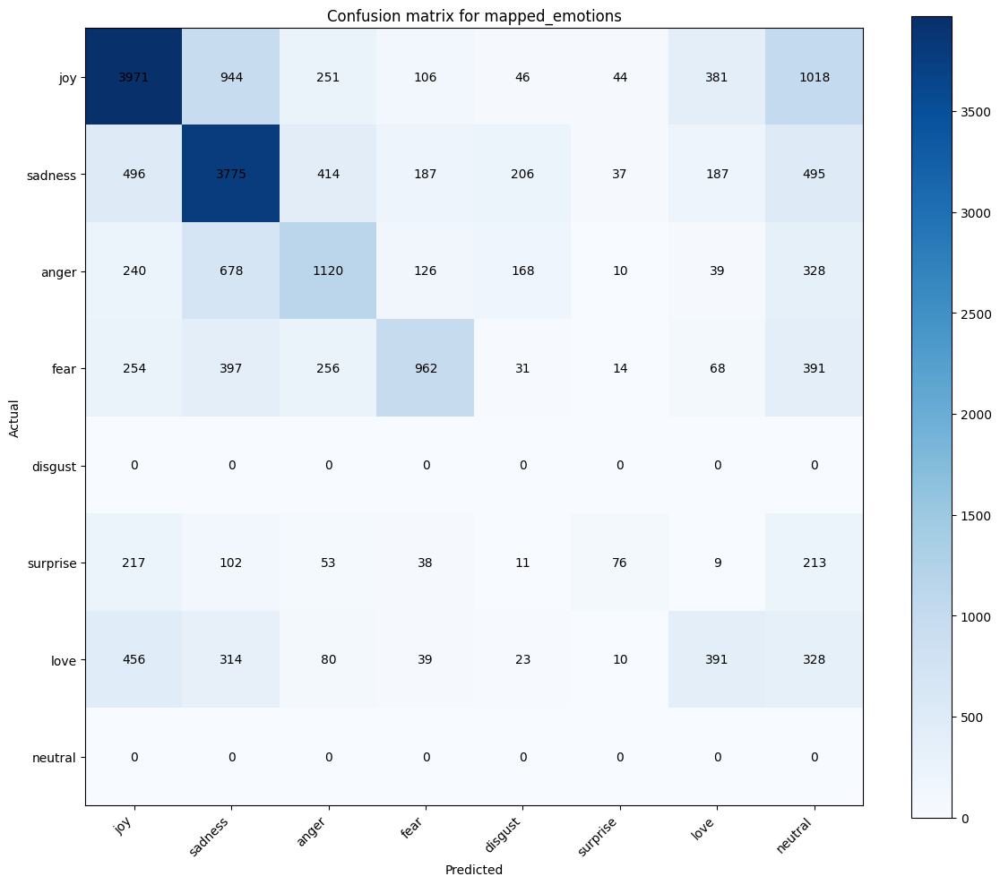 Confusion matrix for mapped_emotions
joy 3971 944 251 106 46 44 381 1018
sadness 496 3775 414 187 206 37 187 495
anger 240 678 1120 126 168 10 39 328
fear 254 397 256 962 31 14 68 391
disgust 0 0 0 0 0 0 0 0
surprise 217 102 53 38 11 76 9 213
love 456 314 80 39 23 10 391 328
neutral 0 0 0 0 0 0 0 0
Actual
joy sadness anger fear disgust surprise love neutral
Predicted
3500
3000
2500
2000
1500
1000
500
0